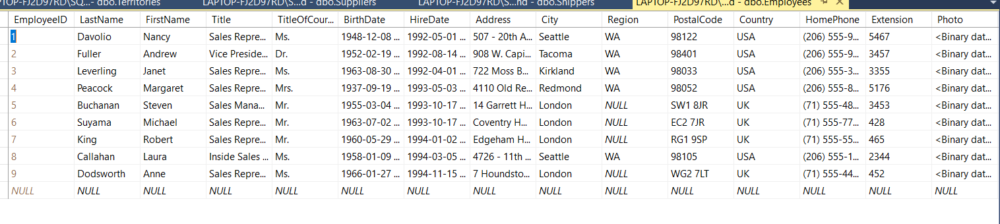 LAPTOP-FJ2D97RD\SQ...- dbo.Territories LAPTOP-FJ2D97RD\S...d - dbo.Suppliers LAPTOP-FJ2D97RD\S...nd - dbo.Shippers LAPTOP-FJ2D97RD\...d - dbo.Employees
EmployeeID LastName FirstName Title TitleOfCour... BirthDate HireDate Address City Region PostalCode Country HomePhone Extension Photo
1 Davolio Nancy Sales Repre... Ms. 1948-12-08 ... 1992-05-01 ... 507 - 20th A... Seattle WA 98122 USA (206) 555-9... 5467 <Binary dat...
2 Fuller Andrew Vice Preside... Dr. 1952-02-19 ... 1992-08-14 ... 908 W. Capi... Tacoma WA 98401 USA (206) 555-9... 3457 <Binary dat...
3 Leverling Janet Sales Repre... Ms. 1963-08-30 ... 1992-04-01 ... 722 Moss B... Kirkland WA 98033 USA (206) 555-3... 3355 <Binary dat...
4 Peacock Margaret Sales Repre... Mrs. 1937-09-19 ... 1993-05-03 ... 4110 Old Re... Redmond WA 98052 USA (206) 555-8... 5176 <Binary dat...
5 Buchanan Steven Sales Mana... Mr. 1955-03-04 ... 1993-10-17 ... 14 Garrett H... London NULL SW1 8JR UK (71) 555-48... 3453 <Binary dat...
6 Suyama Michael Sales Repre... Mr. 1963-07-02 ... 1993-10-17 ... Coventry H... London NULL EC2 7JR UK (71) 555-77... 428 <Binary dat...
7 King Robert Sales Repre... Mr. 1960-05-29 ... 1994-01-02 ... Edgeham H... London NULL RG1 9SP UK (71) 555-55... 465 <Binary dat...
8 Callahan Laura Inside Sales ... Ms. 1958-01-09 ... 1994-03-05 ... 4726 - 11th ... Seattle WA 98105 USA (206) 555-1... 2344 <Binary dat...
9 Dodsworth Anne Sales Repre... Ms. 1966-01-27 ... 1994-11-15 ... 7 Houndsto... London NULL WG2 7LT UK (71) 555-44... 452 <Binary dat...
NULL NULL NULL NULL NULL NULL NULL NULL NULL NULL NULL NULL NULL NULL NULL